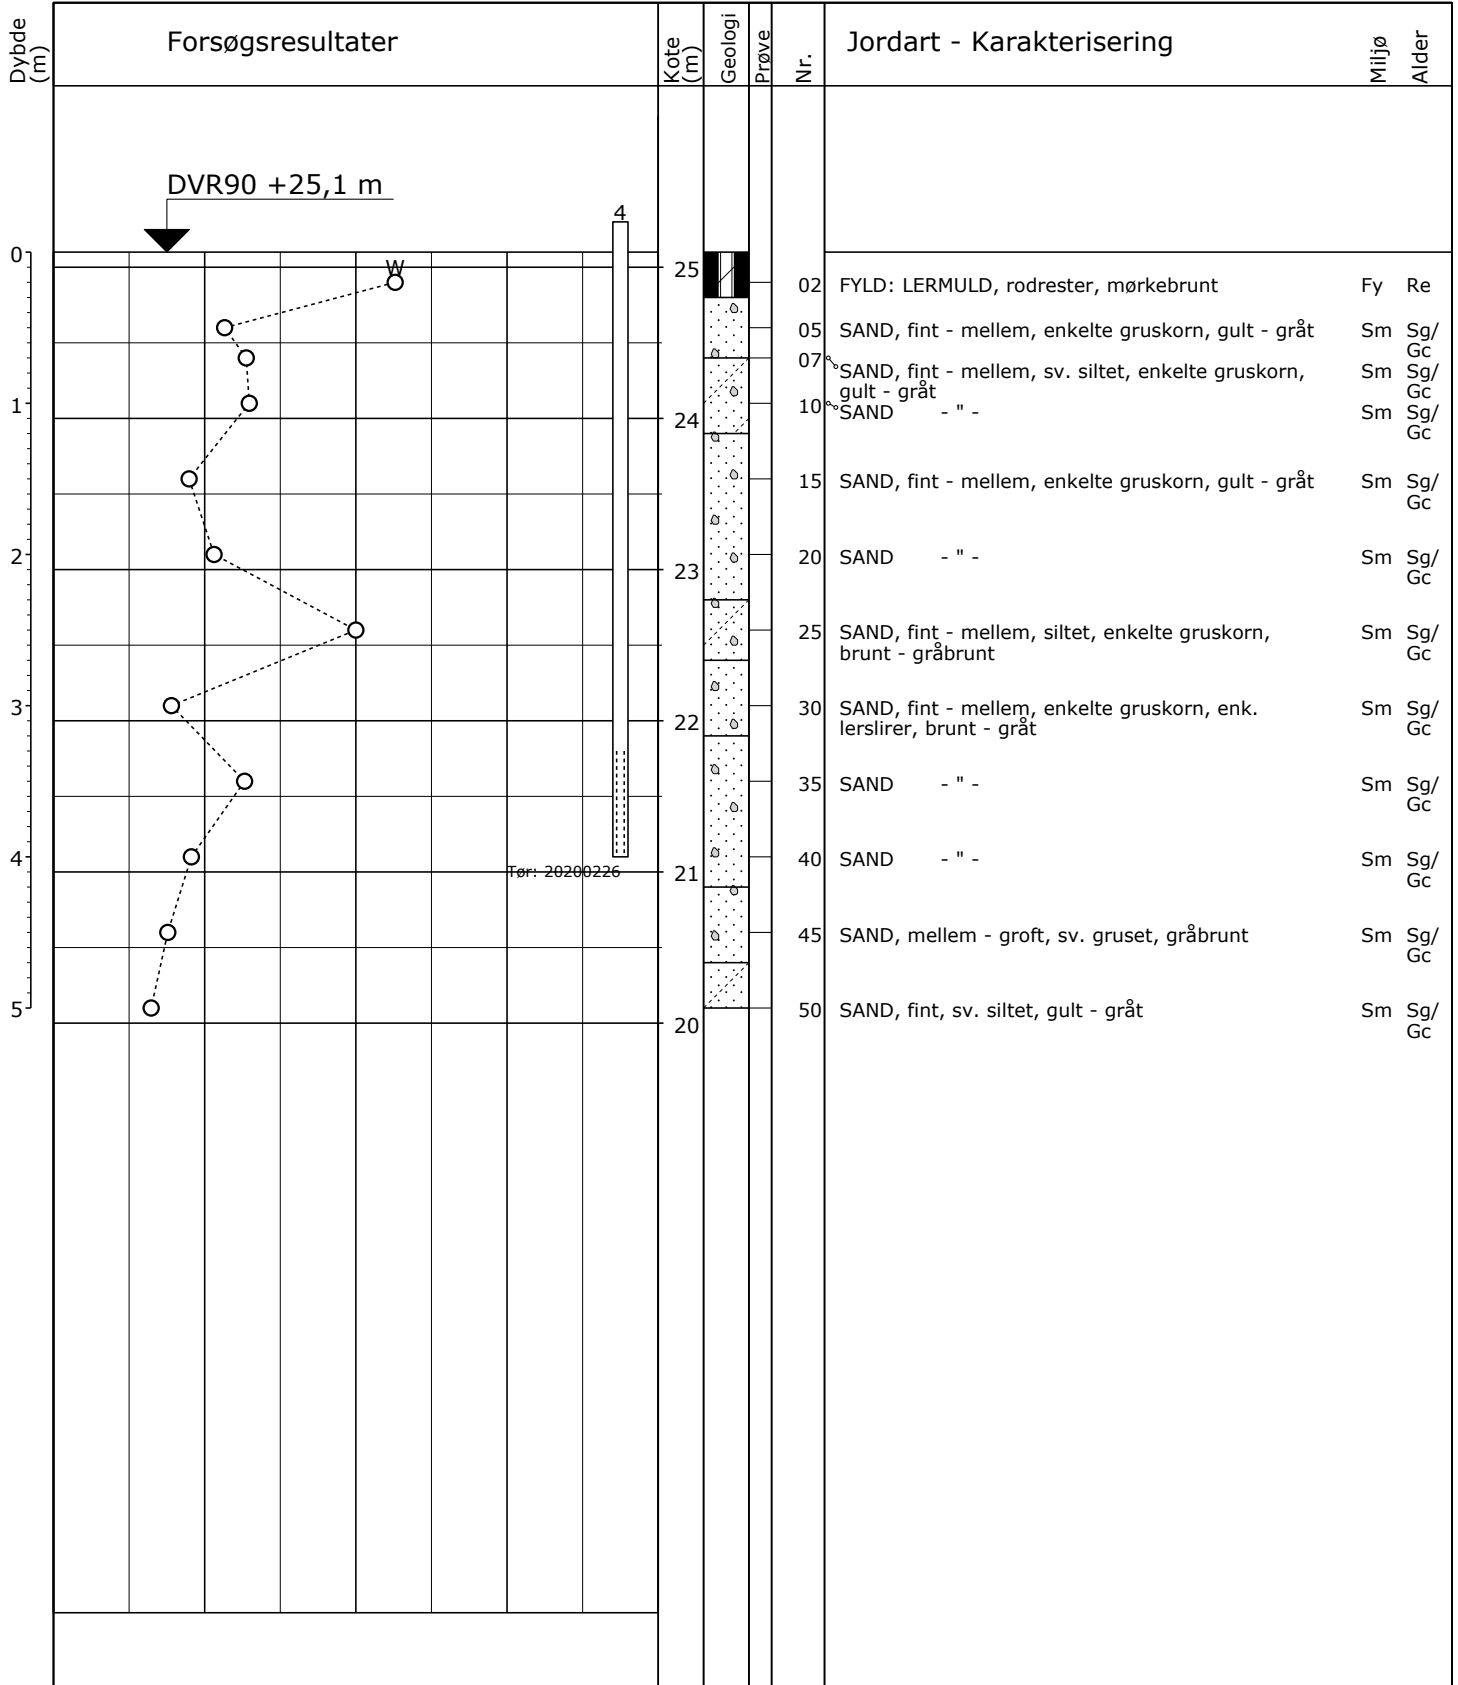 Dybde
(m)
Forsøgsresultater
Kote
(m)
Geologi
Prøve
Nr.
Jordart - Karakterisering
Miljø
Alder
DVR90 +25,1 m
4
0
W
25
02 FYLD: LERMULD, rodrester, mørkebrunt Fy Re
05 SAND, fint - mellem, enkelte gruskorn, gult - gråt Sm Sg/
Gc
07 SAND, fint - mellem, sv. siltet, enkelte gruskorn, Sm Sg/
gult - gråt Gc
1
24
10 SAND - " - Sm Sg/
Gc
15 SAND, fint - mellem, enkelte gruskorn, gult - gråt Sm Sg/
Gc
2
23
20 SAND - " - Sm Sg/
Gc
25 SAND, fint - mellem, siltet, enkelte gruskorn, Sm Sg/
brunt - gråbrunt Gc
3
22
30 SAND, fint - mellem, enkelte gruskorn, enk. Sm Sg/
lerslirer, brunt - gråt Gc
35 SAND - " - Sm Sg/
Gc
4
Tør: 20200226
21
40 SAND - " - Sm Sg/
Gc
45 SAND, mellem - groft, sv. gruset, gråbrunt Sm Sg/
Gc
5
20
50 SAND, fint, sv. siltet, gult - gråt Sm Sg/
Gc